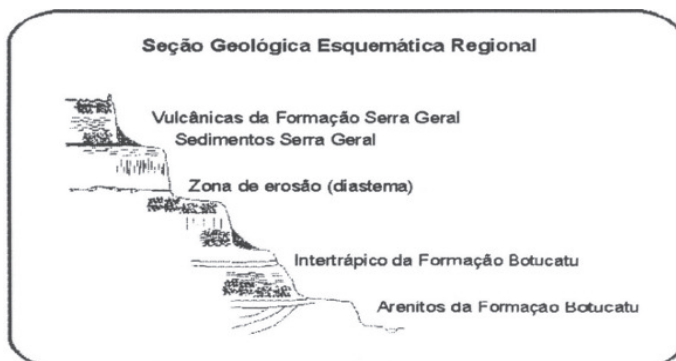 Seção Geológica Esquemática Regional
Vulcânicas da Formação Serra Geral
Sedimentos Serra Geral
Zona de erosão (diastema)
Intertrápico da Formação Botucatu
Arenitos da Formação Botucatu